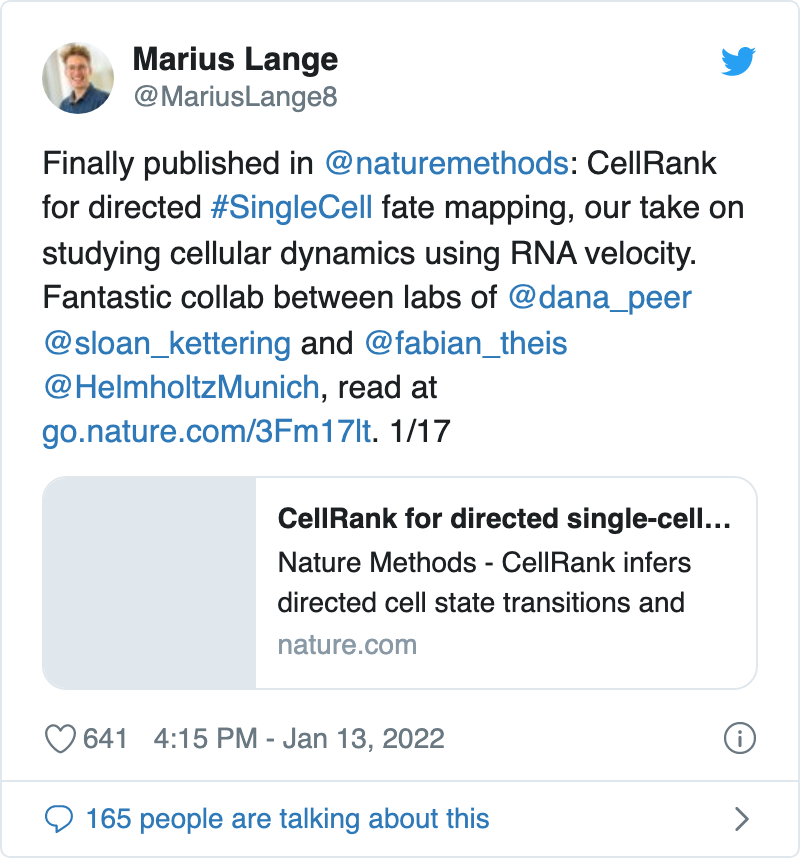 Marius Lange
@MariusLange8
Finally published in @naturemethods: CellRank
for directed #SingleCell fate mapping, our take on
studying cellular dynamics using RNA velocity.
Fantastic collab between labs of @dana_peer
@sloan_kettering and @fabian_theis
@HelmholtzMunich, read at
go.nature.com/3Fm17lt. 1/17
CellRank for directed single-cell…
Nature Methods - CellRank infers
directed cell state transitions and
nature.com
641 4:15 PM - Jan 13, 2022
165 people are talking about this